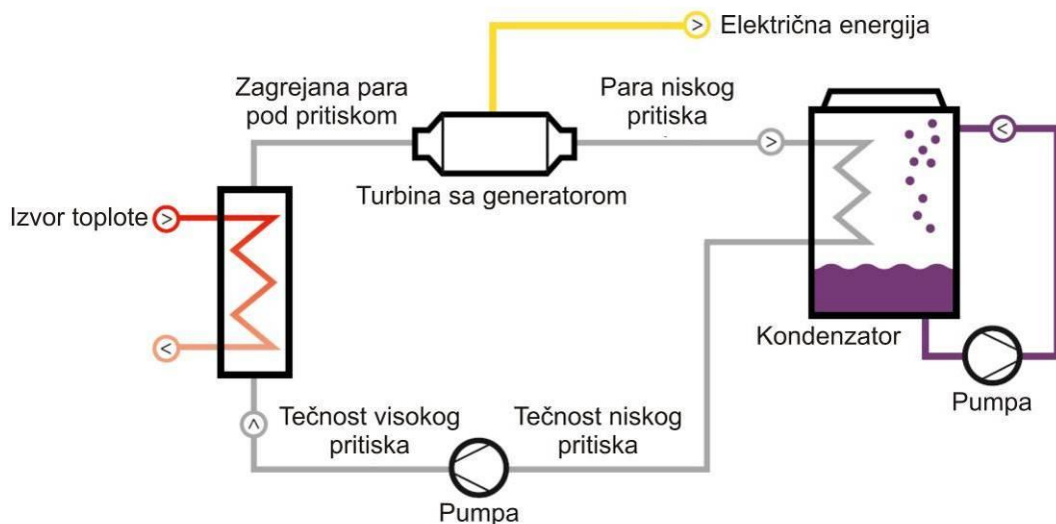 Električna energija
Zagrejana para
pod pritiskom
Para niskog
pritiska
Turbina sa generatorom
Izvor toplote
Kondenzator
Pumpa
Tečnost visokog
pritiska
Tečnost niskog
pritiska
Pumpa